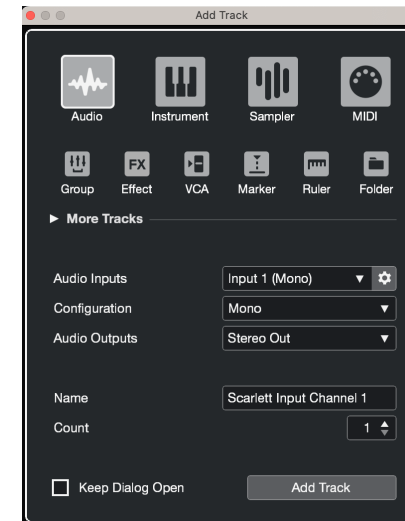 Add Track
Audio Instrument Sampler MIDI
FX
Group Effect VCA Marker Ruler Folder
More Tracks
Audio Inputs Input 1 (Mono)
Configuration Mono
Audio Outputs Stereo Out
Name Scarlett Input Channel 1
Count 1
Keep Dialog Open Add Track